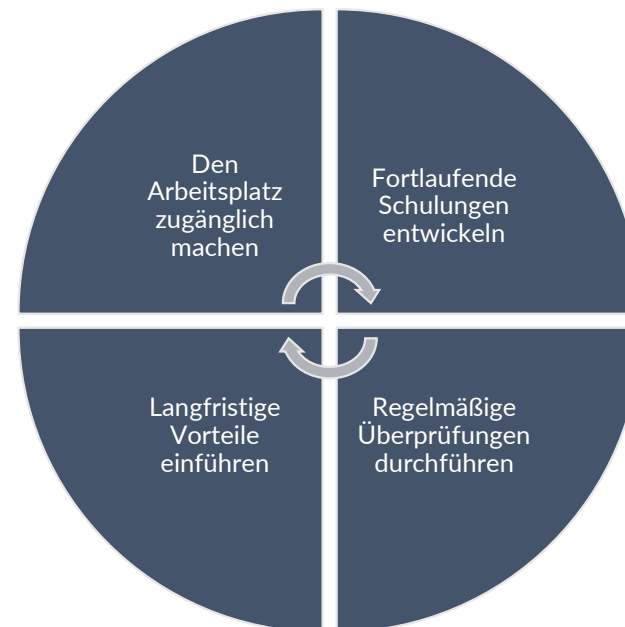 Den
Arbeitsplatz
zugänglich
machen
Fortlaufende
Schulungen
entwickeln
Langfristige
Vorteile
einführen
Regelmäßige
Überprüfungen
durchführen